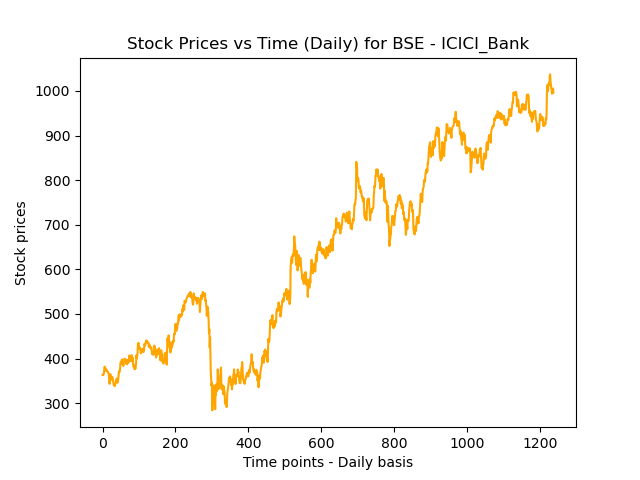 Stock Prices vs Time (Daily) for BSE - ICICI_Bank
Stock prices
1000
900
800
700
600
500
400
300
0 200 400 600 800 1000 1200
Time points - Daily basis